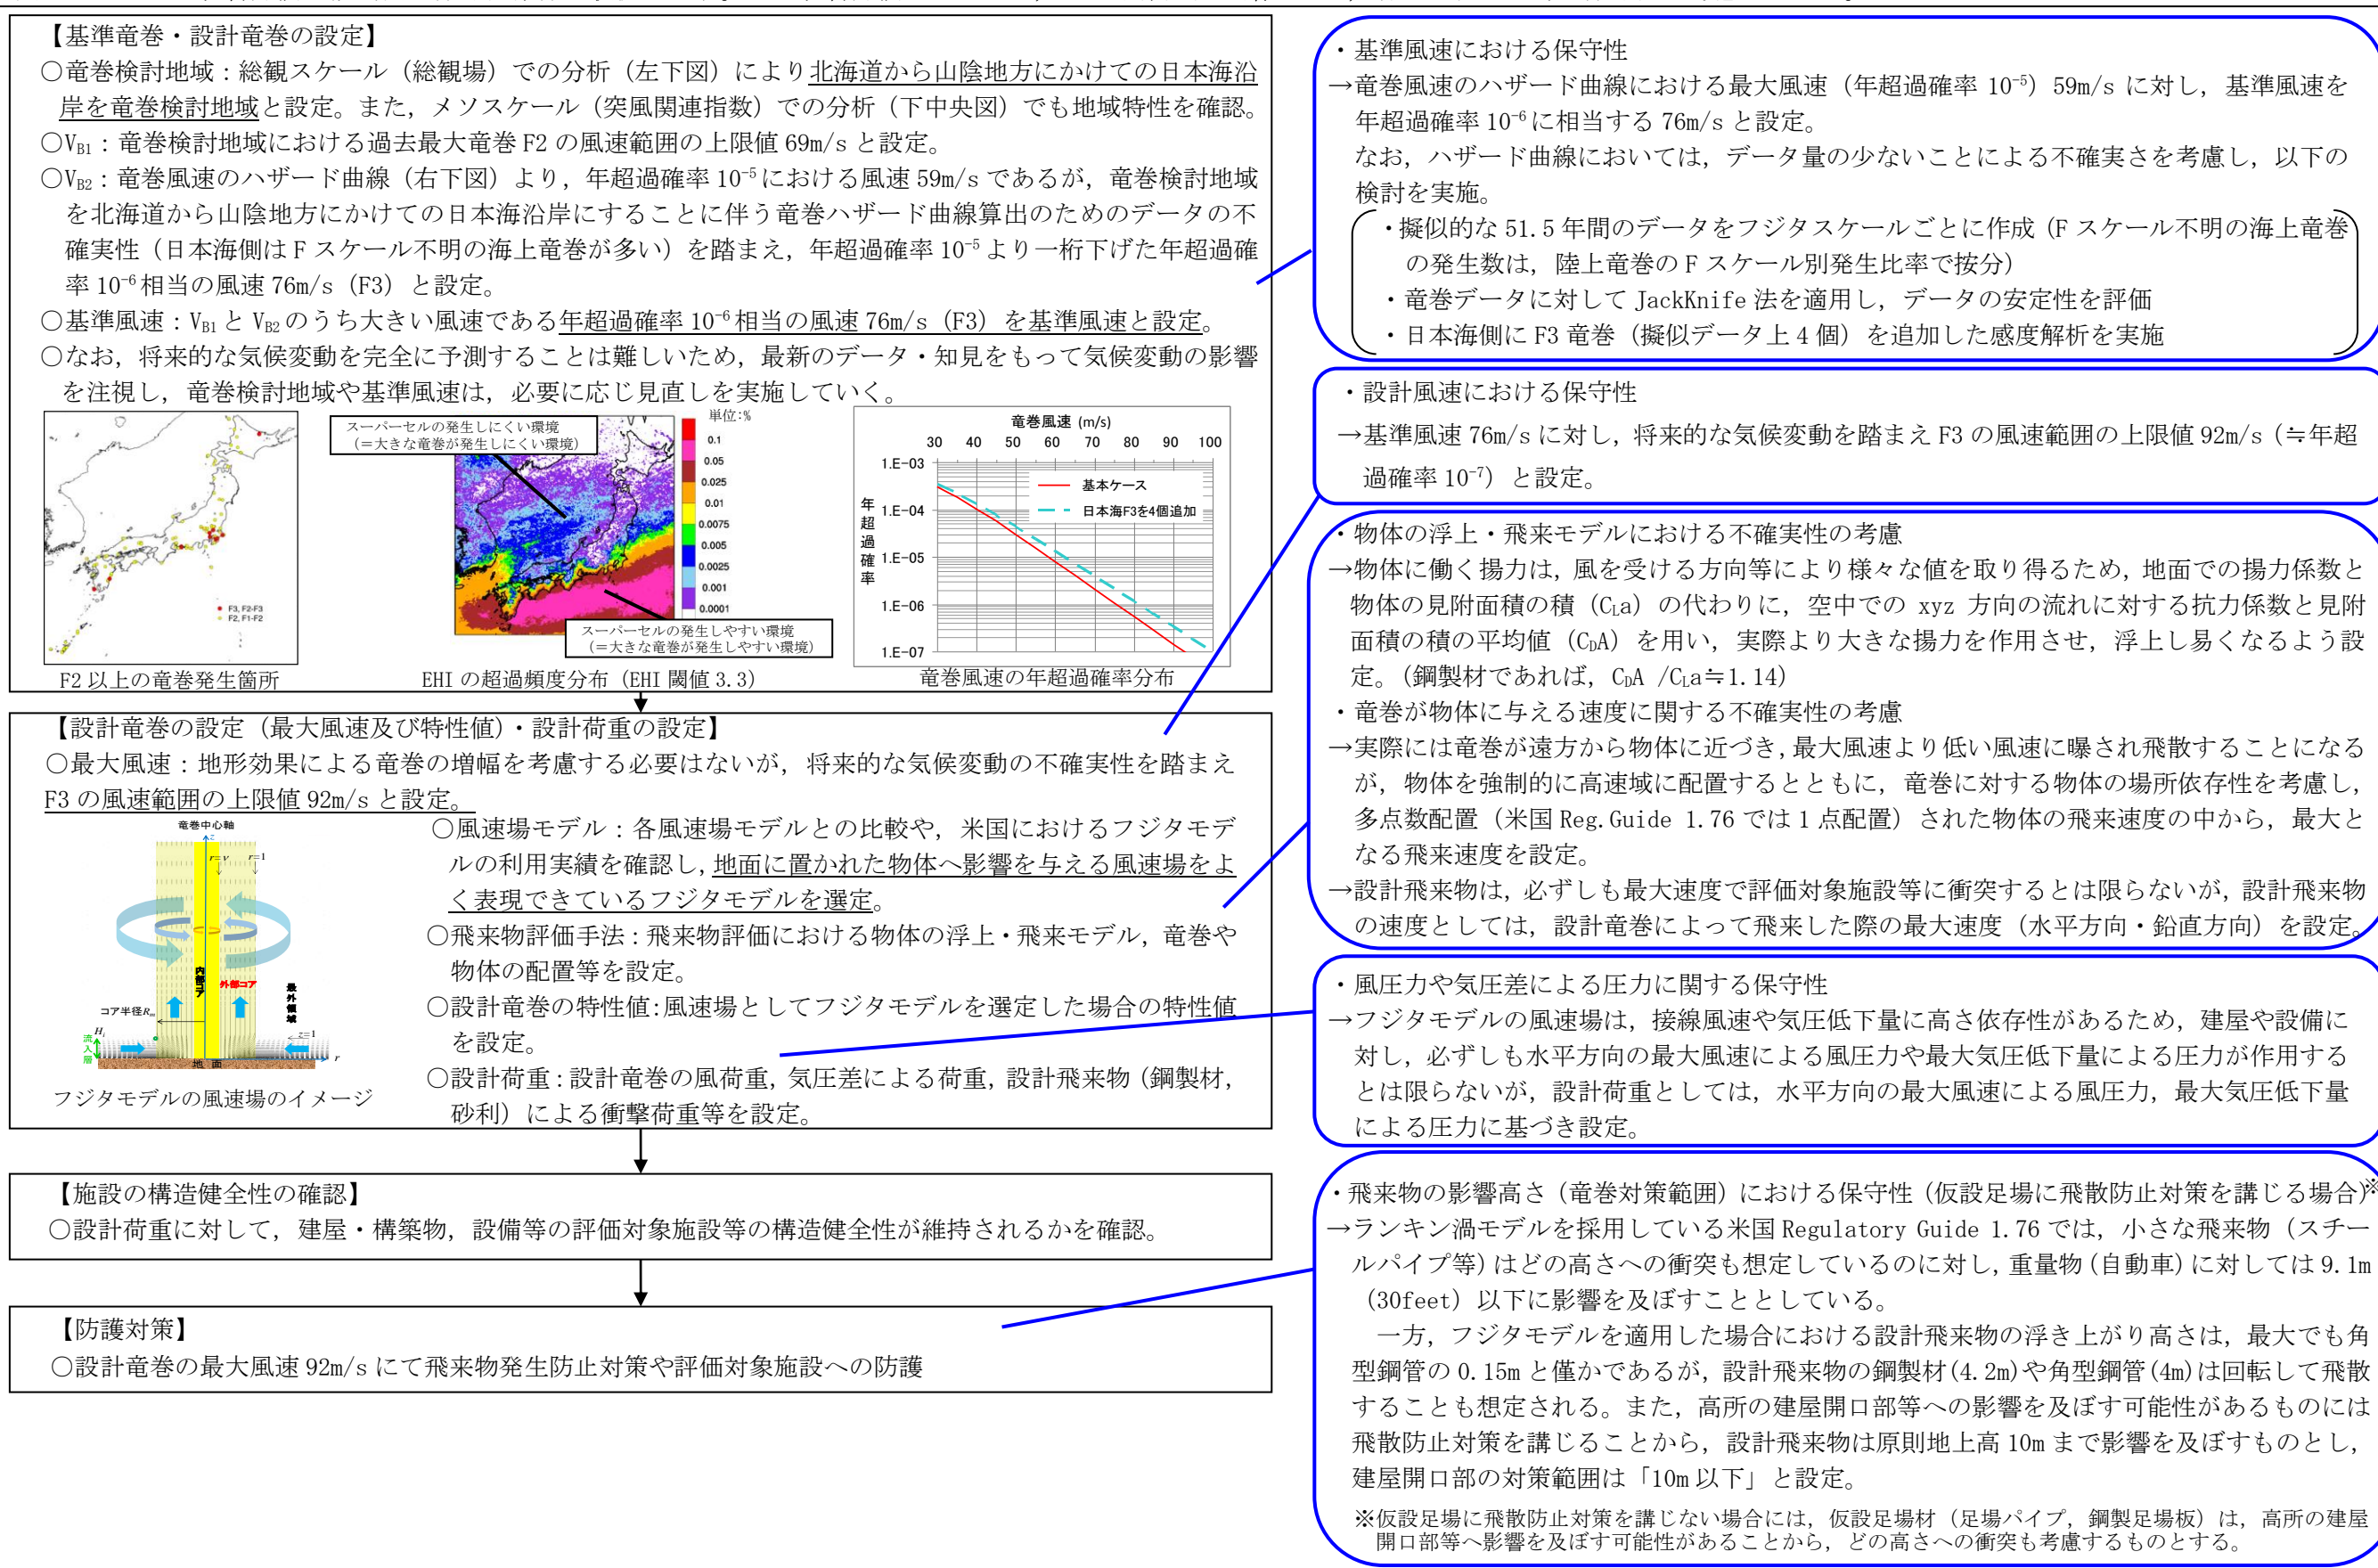 【基準竜巻・設計竜巻の設定】
○竜巻検討地域：総観スケール（総観場）での分析（左下図）により北海道から山陰地方にかけての日本海沿
岸を竜巻検討地域と設定。また，メソスケール（突風関連指数）での分析（下中央図）でも地域特性を確認。
○VB1：竜巻検討地域における過去最大竜巻 F2 の風速範囲の上限値 69m/s と設定。
○VB2：竜巻風速のハザード曲線（右下図）より，年超過確率 10⁻⁵における風速 59m/s であるが，竜巻検討地域
を北海道から山陰地方にかけての日本海沿岸にすることに伴う竜巻ハザード曲線算出のためのデータの不
確実性（日本海側は F スケール不明の海上竜巻が多い）を踏まえ，年超過確率 10⁻⁵より一桁下げた年超過確
率 10⁻⁶相当の風速 76m/s（F3）と設定。
○基準風速：VB1 と VB2 のうち大きい風速である年超過確率 10⁻⁶相当の風速 76m/s（F3）を基準風速と設定。
○なお，将来的な気候変動を完全に予測することは難しいため，最新のデータ・知見をもって気候変動の影響
を注視し，竜巻検討地域や基準風速は，必要に応じ見直しを実施していく。
F3, F2-F3
F2, F1-F2
F2 以上の竜巻発生箇所
スーパーセルの発生しにくい環境
（＝大きな竜巻が発生しにくい環境）
単位:%
0.1
0.05
0.025
0.01
0.0075
0.005
0.0025
0.001
0.0001
スーパーセルの発生しやすい環境
（＝大きな竜巻が発生しやすい環境）
EHI の超過頻度分布（EHI 閾値 3.3）
竜巻風速 (m/s)
30 40 50 60 70 80 90 100
1.E-03
1.E-04
1.E-05
1.E-06
1.E-07
年超過確率
基本ケース
日本海F3を4個追加
竜巻風速の年超過確率分布
【設計竜巻の設定（最大風速及び特性値）・設計荷重の設定】
○最大風速：地形効果による竜巻の増幅を考慮する必要はないが，将来的な気候変動の不確実性を踏まえ
F3 の風速範囲の上限値 92m/s と設定。
竜巻中心軸
z
r=ν
r=1
内部コア
外部コア
最外領域
コア半径Rm
Hi
流入層
z=1
r
地 面
フジタモデルの風速場のイメージ
○風速場モデル：各風速場モデルとの比較や，米国におけるフジタモデ
ルの利用実績を確認し，地面に置かれた物体へ影響を与える風速場をよ
く表現できているフジタモデルを選定。
○飛来物評価手法：飛来物評価における物体の浮上・飛来モデル，竜巻や
物体の配置等を設定。
○設計竜巻の特性値：風速場としてフジタモデルを選定した場合の特性値
を設定。
○設計荷重：設計竜巻の風荷重，気圧差による荷重，設計飛来物（鋼製材，
砂利）による衝撃荷重等を設定。
【施設の構造健全性の確認】
○設計荷重に対して，建屋・構築物，設備等の評価対象施設等の構造健全性が維持されるかを確認。
【防護対策】
○設計竜巻の最大風速 92m/s にて飛来物発生防止対策や評価対象施設への防護
・基準風速における保守性
→竜巻風速のハザード曲線における最大風速（年超過確率 10⁻⁵）59m/s に対し，基準風速を
年超過確率 10⁻⁶に相当する 76m/s と設定。
なお，ハザード曲線においては，データ量の少ないことによる不確実さを考慮し，以下の
検討を実施。
・擬似的な 51.5 年間のデータをフジタスケールごとに作成（F スケール不明の海上竜巻
の発生数は，陸上竜巻の F スケール別発生比率で按分）
・竜巻データに対して JackKnife 法を適用し，データの安定性を評価
・日本海側に F3 竜巻（擬似データ上 4 個）を追加した感度解析を実施
・設計風速における保守性
→基準風速 76m/s に対し，将来的な気候変動を踏まえ F3 の風速範囲の上限値 92m/s（≒年超
過確率 10⁻⁷）と設定。
・物体の浮上・飛来モデルにおける不確実性の考慮
→物体に働く揚力は，風を受ける方向等により様々な値を取り得るため，地面での揚力係数と
物体の見附面積の積（CLa）の代わりに，空中での xyz 方向の流れに対する抗力係数と見附
面積の積の平均値（CDA）を用い，実際より大きな揚力を作用させ，浮上し易くなるよう設
定。（鋼製材であれば，CDA /CLa≒1.14）
・竜巻が物体に与える速度に関する不確実性の考慮
→実際には竜巻が遠方から物体に近づき，最大風速より低い風速に曝され飛散することになる
が，物体を強制的に高速域に配置するとともに，竜巻に対する物体の場所依存性を考慮し，
多点数配置（米国 Reg.Guide 1.76 では 1 点配置）された物体の飛来速度の中から，最大と
なる飛来速度を設定。
→設計飛来物は，必ずしも最大速度で評価対象施設等に衝突するとは限らないが，設計飛来物
の速度としては，設計竜巻によって飛来した際の最大速度（水平方向・鉛直方向）を設定。
・風圧力や気圧差による圧力に関する保守性
→フジタモデルの風速場は，接線風速や気圧低下量に高さ依存性があるため，建屋や設備に
対し，必ずしも水平方向の最大風速による風圧力や最大気圧低下量による圧力が作用する
とは限らないが，設計荷重としては，水平方向の最大風速による風圧力，最大気圧低下量
による圧力に基づき設定。
・飛来物の影響高さ（竜巻対策範囲）における保守性（仮設足場に飛散防止対策を講じる場合）※
→ランキン渦モデルを採用している米国 Regulatory Guide 1.76 では，小さな飛来物（スチー
ルパイプ等）はどの高さへの衝突も想定しているのに対し，重量物（自動車）に対しては 9.1m
（30feet）以下に影響を及ぼすこととしている。
一方，フジタモデルを適用した場合における設計飛来物の浮き上がり高さは，最大でも角
型鋼管の 0.15m と僅かであるが，設計飛来物の鋼製材(4.2m)や角型鋼管(4m)は回転して飛散
することも想定される。また，高所の建屋開口部等への影響を及ぼす可能性があるものには
飛散防止対策を講じることから，設計飛来物は原則地上高 10m まで影響を及ぼすものとし，
建屋開口部の対策範囲は「10m 以下」と設定。
※仮設足場に飛散防止対策を講じない場合には，仮設足場材（足場パイプ，鋼製足場板）は，高所の建屋
開口部等へ影響を及ぼす可能性があることから，どの高さへの衝突も考慮するものとする。